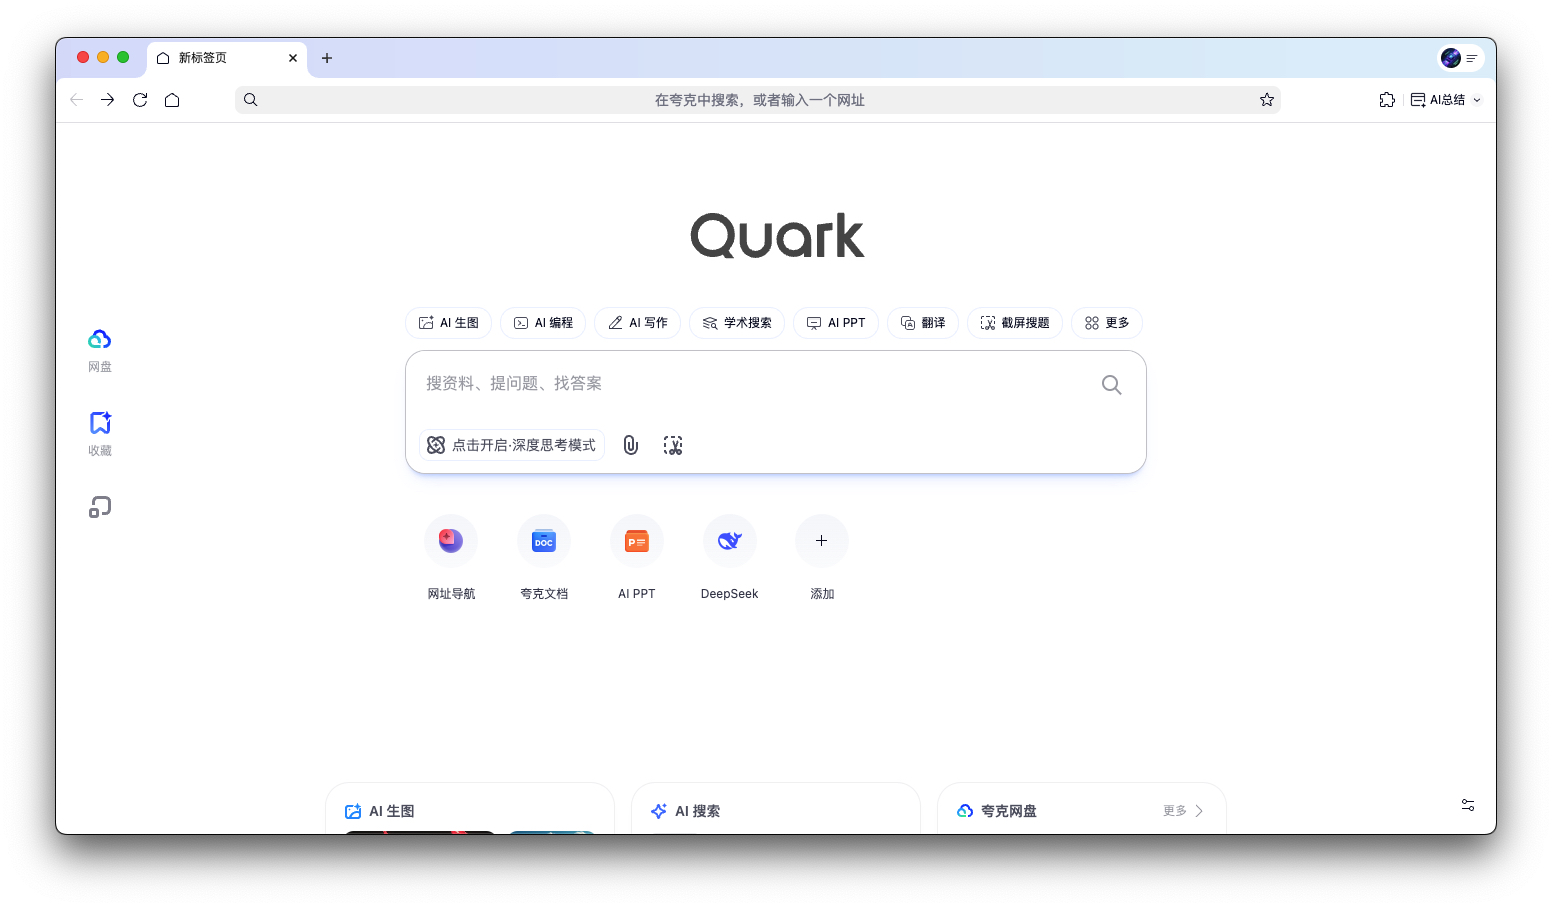 新标签页
在夸克中搜索，或者输入一个网址
AI总结
Quark
AI 生图
AI 编程
AI 写作
学术搜索
AI PPT
翻译
截屏搜题
更多
网盘
搜资料、提问题、找答案
收藏
点击开启·深度思考模式
DOC
P
网址导航
夸克文档
AI PPT
DeepSeek
添加
AI 生图
AI 搜索
夸克网盘
更多